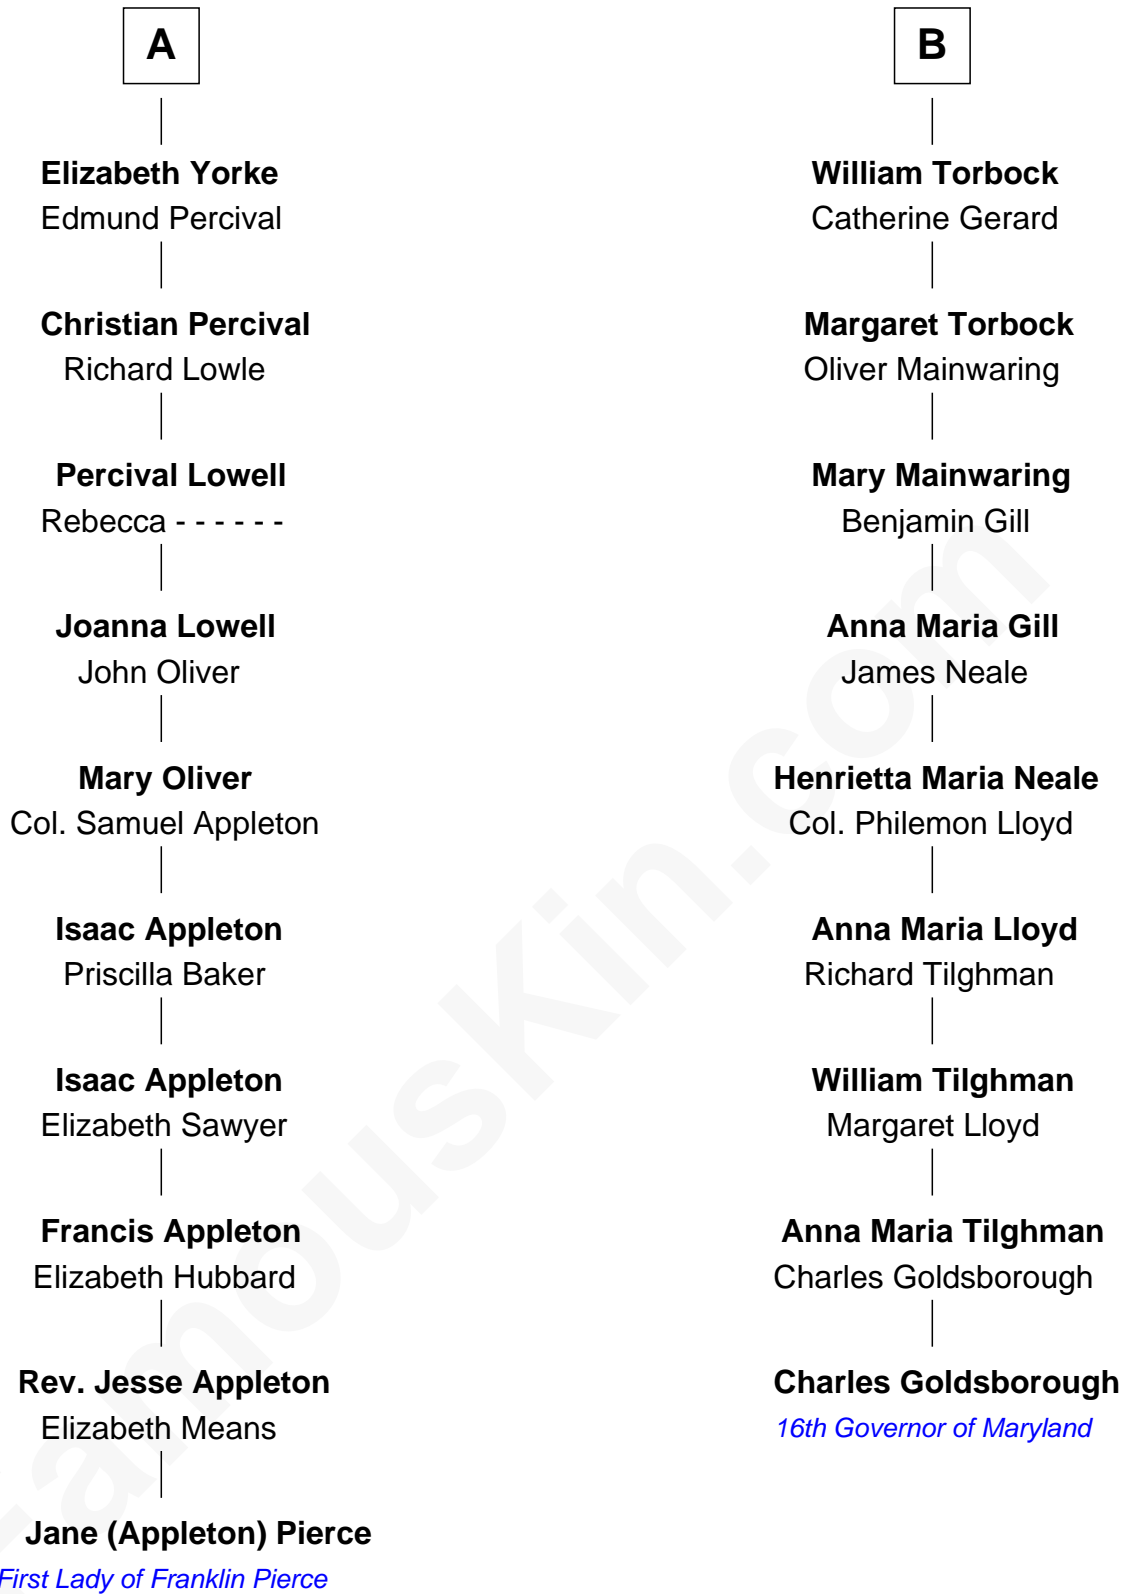 A
Elizabeth Yorke
Edmund Percival
Christian Percival
Richard Lowle
Percival Lowell
Rebecca - - - - - -
Joanna Lowell
John Oliver
Mary Oliver
Col. Samuel Appleton
Isaac Appleton
Priscilla Baker
Isaac Appleton
Elizabeth Sawyer
Francis Appleton
Elizabeth Hubbard
Rev. Jesse Appleton
Elizabeth Means
Jane (Appleton) Pierce
First Lady of Franklin Pierce
B
William Torbock
Catherine Gerard
Margaret Torbock
Oliver Mainwaring
Mary Mainwaring
Benjamin Gill
Anna Maria Gill
James Neale
Henrietta Maria Neale
Col. Philemon Lloyd
Anna Maria Lloyd
Richard Tilghman
William Tilghman
Margaret Lloyd
Anna Maria Tilghman
Charles Goldsborough
Charles Goldsborough
16th Governor of Maryland
FamousKin.com